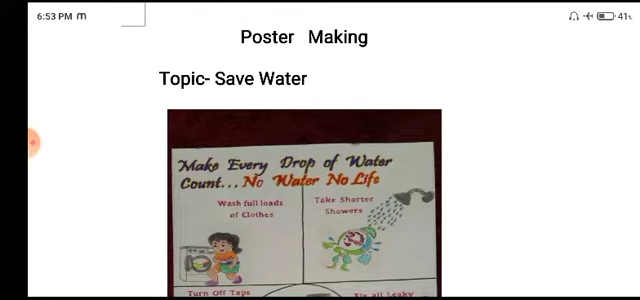 6:53 PM m
41%
Poster Making
Topic- Save Water
Make Every Drop of Water
Count... No Water No Life
Wash full loads
of Clothes
Take Shorter
Showers
Turn Off Taps
Fix all Leaky